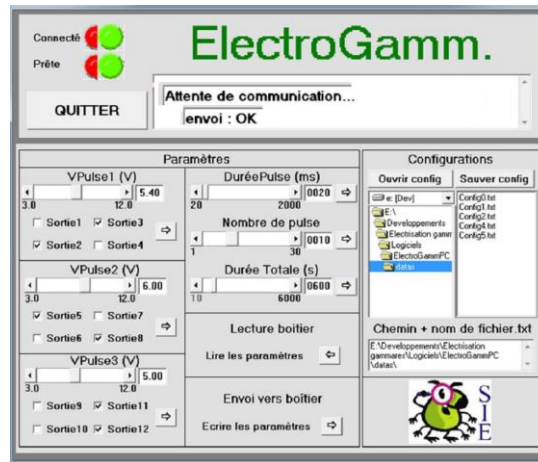 Connecté
Prête
ElectroGamm.
QUITTER
Attente de communication...
envoi : OK
Paramètres
VPulse1 (V)
5.40
3.0 12.0
Sortie1 Sortie3
Sortie2 Sortie4
VPulse2 (V)
6.00
3.0 12.0
Sortie5 Sortie7
Sortie6 Sortie8
VPulse3 (V)
5.00
3.0 12.0
Sortie9 Sortie11
Sortie10 Sortie12
DuréePulse (ms)
0020
20 2000
Nombre de pulse
0010
1 30
Durée Totale (s)
0600
10 6000
Lecture boitier
Lire les paramètres
Envoi vers boîtier
Ecrire les paramètres
Configurations
Ouvrir config Sauver config
e: [Dev]
E:\
Developpements
Electrisation gamm
Logiciels
ElectroGammPC
datas
Config0.txt
Config1.txt
Config2.txt
Config4.txt
Config5.txt
Chemin + nom de fichier.txt
E:\Developpements\Electrisation
gammares\Logiciels\ElectroGammPC
\datas\
SIE